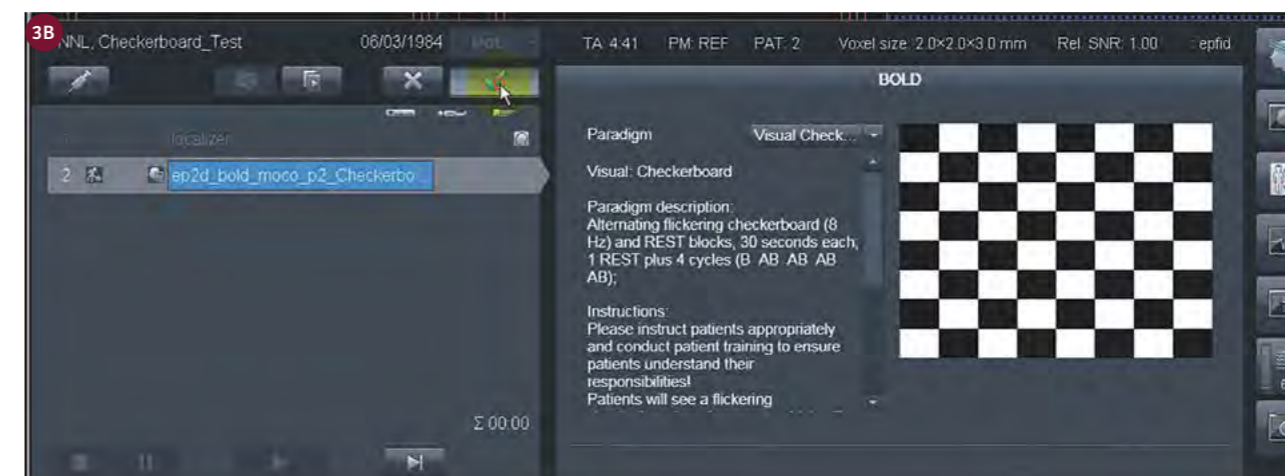 3B
NNL, Checkerboard_Test 06/03/1984
TA: 4:41 PM: REF PAT: 2 Voxel size: 2.0×2.0×3.0 mm Rel. SNR: 1.00 : epfid
BOLD
localizer
2 ep2d_bold_moco_p2_Checkerbo...
Σ 00:00
Paradigm Visual Check...
Visual: Checkerboard
Paradigm description:
Alternating flickering checkerboard (8
Hz) and REST blocks, 30 seconds each,
1 REST plus 4 cycles (B AB AB AB
AB);
Instructions:
Please instruct patients appropriately
and conduct patient training to ensure
patients understand their
responsibilities!
Patients will see a flickering